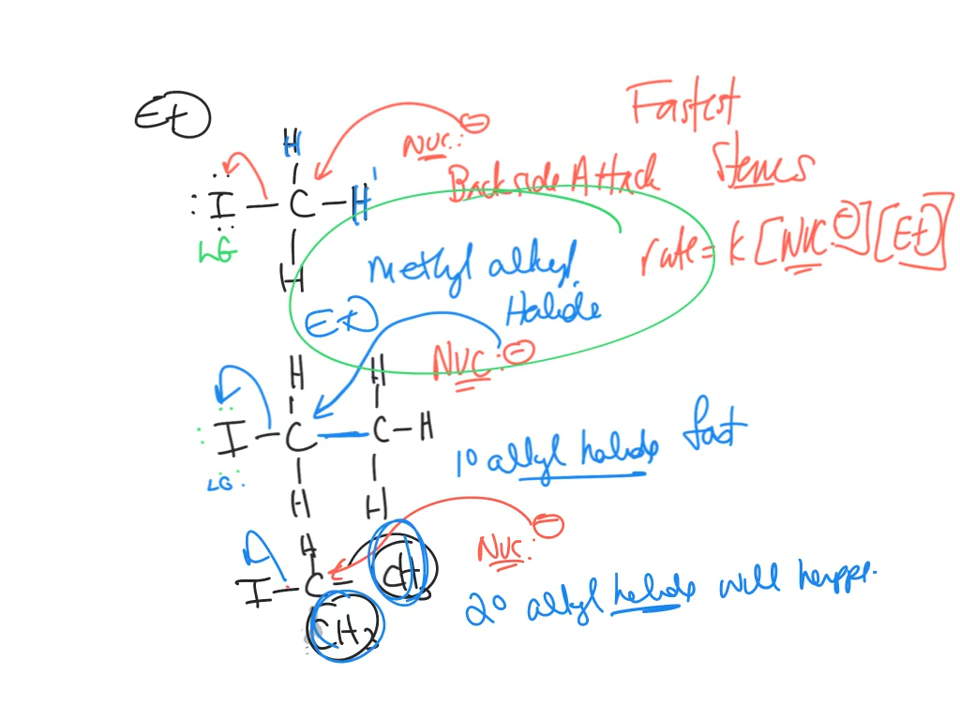 Et
Fastest
Sterics
H
NUC: ⊖
:I — C — H
Backside Attack
LG
rate = k [NUC⊖][Et]
H
Methyl alkyl
Halide
Et
NUC: ⊖
H H
:I — C — C — H
fast
1° alkyl halide
LG:
H H
NUC: ⊖
H
I — C — CH3
2° alkyl halide will happen.
CH3